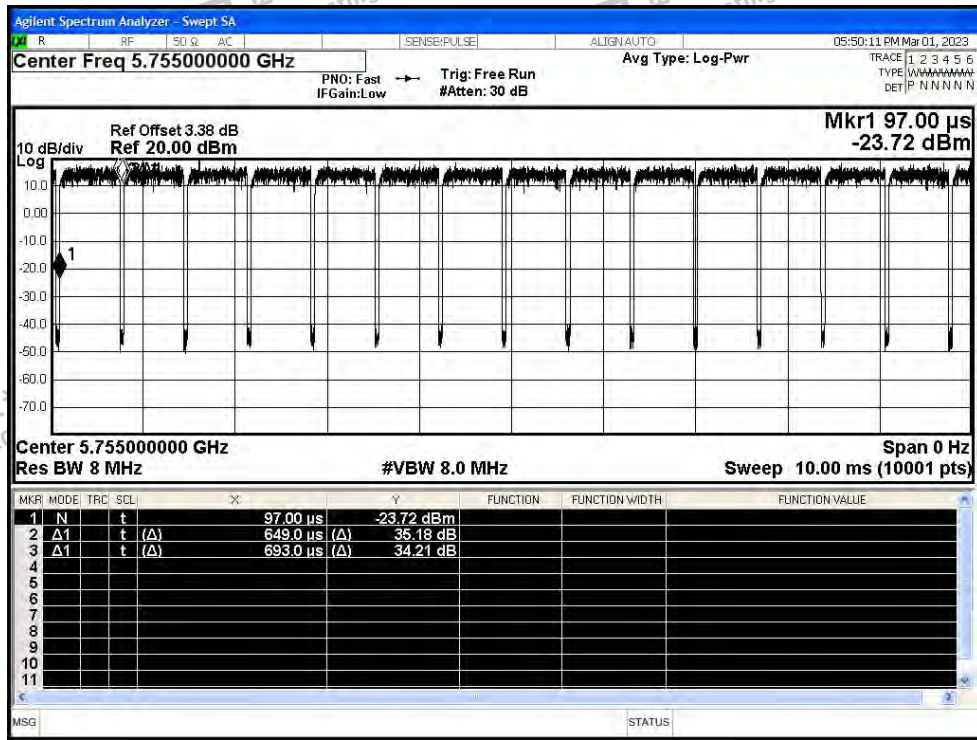 Agilent Spectrum Analyzer - Swept SA
LXI R RF 50 Ω AC SENSE:PULSE ALIGNAUTO 05:50:11 PM Mar 01, 2023
Center Freq 5.755000000 GHz Avg Type: Log-Pwr TRACE 1 2 3 4 5 6
PNO: Fast Trig: Free Run TYPE WWWWWW
IFGain:Low #Atten: 30 dB DET P N N N N N
Mkr1 97.00 µs
Ref Offset 3.38 dB
10 dB/div Ref 20.00 dBm -23.72 dBm
Log
10.0
0.00
-10.0
1
-20.0
-30.0
-40.0
-50.0
-60.0
-70.0
Center 5.755000000 GHz Span 0 Hz
Res BW 8 MHz #VBW 8.0 MHz Sweep 10.00 ms (10001 pts)
MKR MODE TRC SCL X Y FUNCTION FUNCTION WIDTH FUNCTION VALUE
1 N t 97.00 µs -23.72 dBm
2 Δ1 t (Δ) 649.0 µs (Δ) 35.18 dB
3 Δ1 t (Δ) 693.0 µs (Δ) 34.21 dB
4
5
6
7
8
9
10
11
MSG STATUS